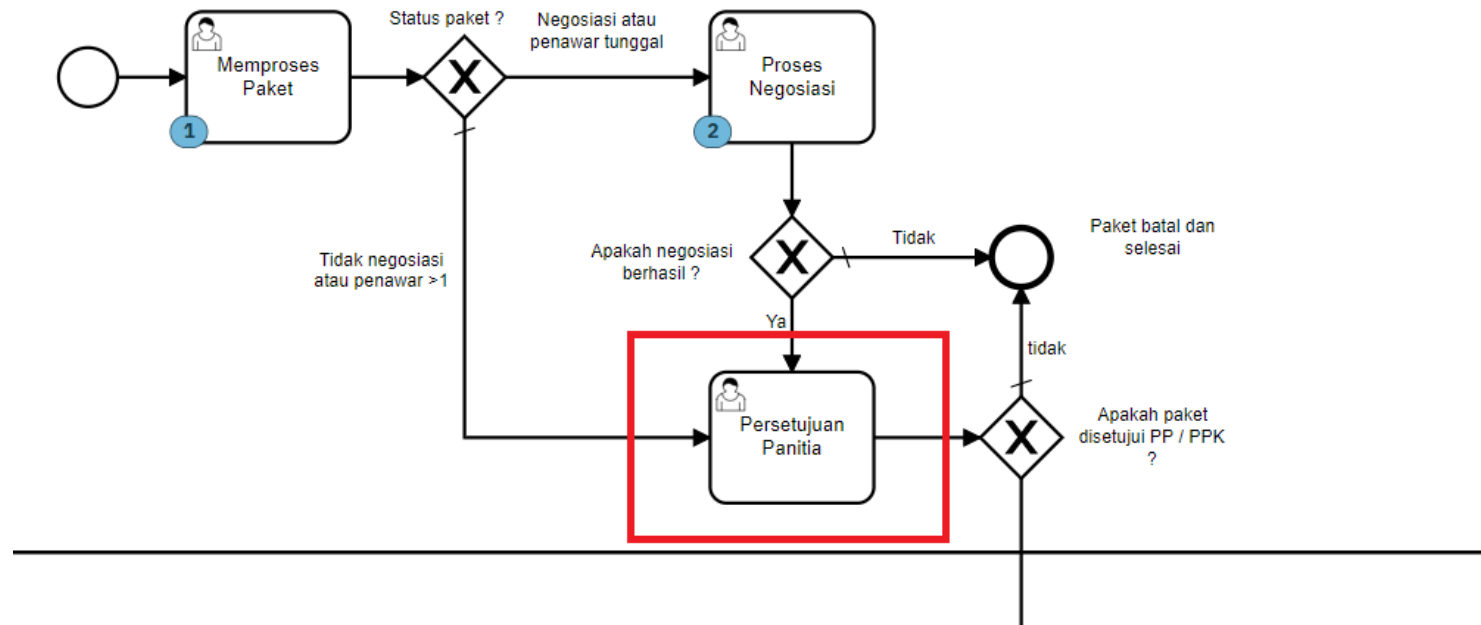 Status paket ?
Negosiasi atau
penawar tunggal
Memproses
Paket
Proses
Negosiasi
1
2
Tidak negosiasi
atau penawar >1
Apakah negosiasi
berhasil ?
Tidak
Paket batal dan
selesai
Ya
tidak
Persetujuan
Panitia
Apakah paket
disetujui PP / PPK
?